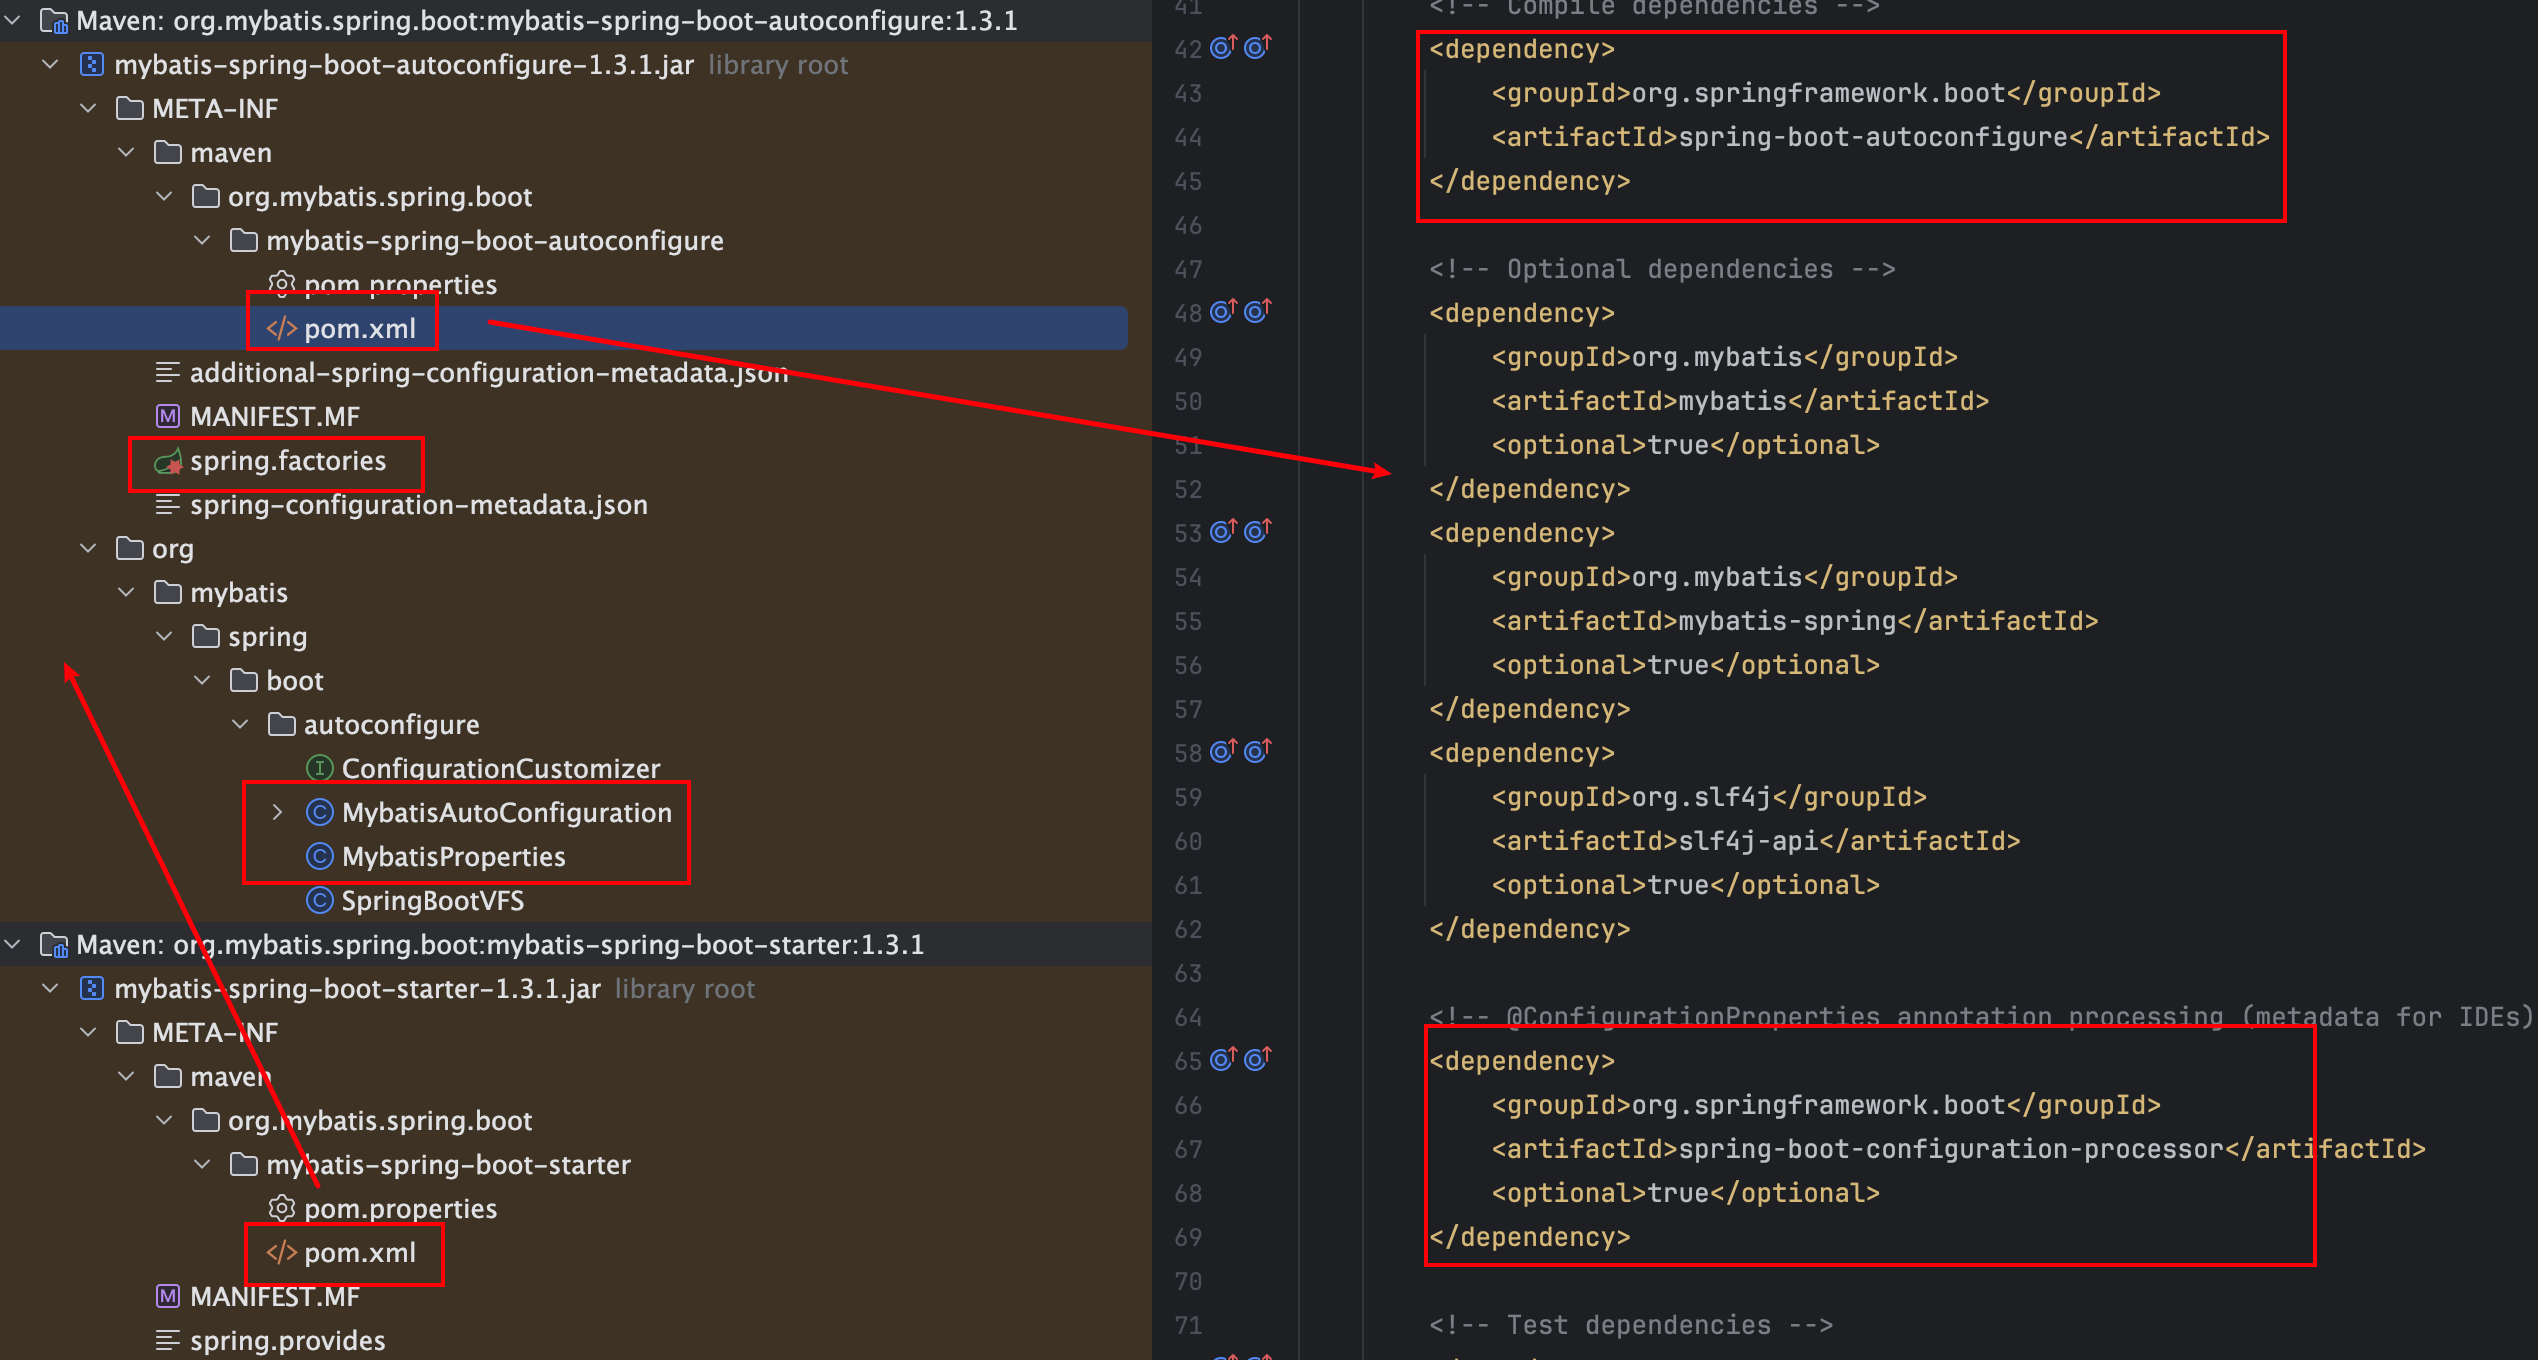 Maven: org.mybatis.spring.boot:mybatis-spring-boot-autoconfigure:1.3.1
mybatis-spring-boot-autoconfigure-1.3.1.jar library root
META-INF
maven
org.mybatis.spring.boot
mybatis-spring-boot-autoconfigure
pom.properties
pom.xml
additional-spring-configuration-metadata.json
MANIFEST.MF
spring.factories
spring-configuration-metadata.json
org
mybatis
spring
boot
autoconfigure
ConfigurationCustomizer
MybatisAutoConfiguration
MybatisProperties
SpringBootVFS
Maven: org.mybatis.spring.boot:mybatis-spring-boot-starter:1.3.1
mybatis-spring-boot-starter-1.3.1.jar library root
META-INF
maven
org.mybatis.spring.boot
mybatis-spring-boot-starter
pom.properties
pom.xml
MANIFEST.MF
spring.provides
41 <!-- Compile dependencies -->
42 <dependency>
43 <groupId>org.springframework.boot</groupId>
44 <artifactId>spring-boot-autoconfigure</artifactId>
45 </dependency>
46
47 <!-- Optional dependencies -->
48 <dependency>
49 <groupId>org.mybatis</groupId>
50 <artifactId>mybatis</artifactId>
51 <optional>true</optional>
52 </dependency>
53 <dependency>
54 <groupId>org.mybatis</groupId>
55 <artifactId>mybatis-spring</artifactId>
56 <optional>true</optional>
57 </dependency>
58 <dependency>
59 <groupId>org.slf4j</groupId>
60 <artifactId>slf4j-api</artifactId>
61 <optional>true</optional>
62 </dependency>
63
64 <!-- @ConfigurationProperties annotation processing (metadata for IDEs)
65 <dependency>
66 <groupId>org.springframework.boot</groupId>
67 <artifactId>spring-boot-configuration-processor</artifactId>
68 <optional>true</optional>
69 </dependency>
70
71 <!-- Test dependencies -->